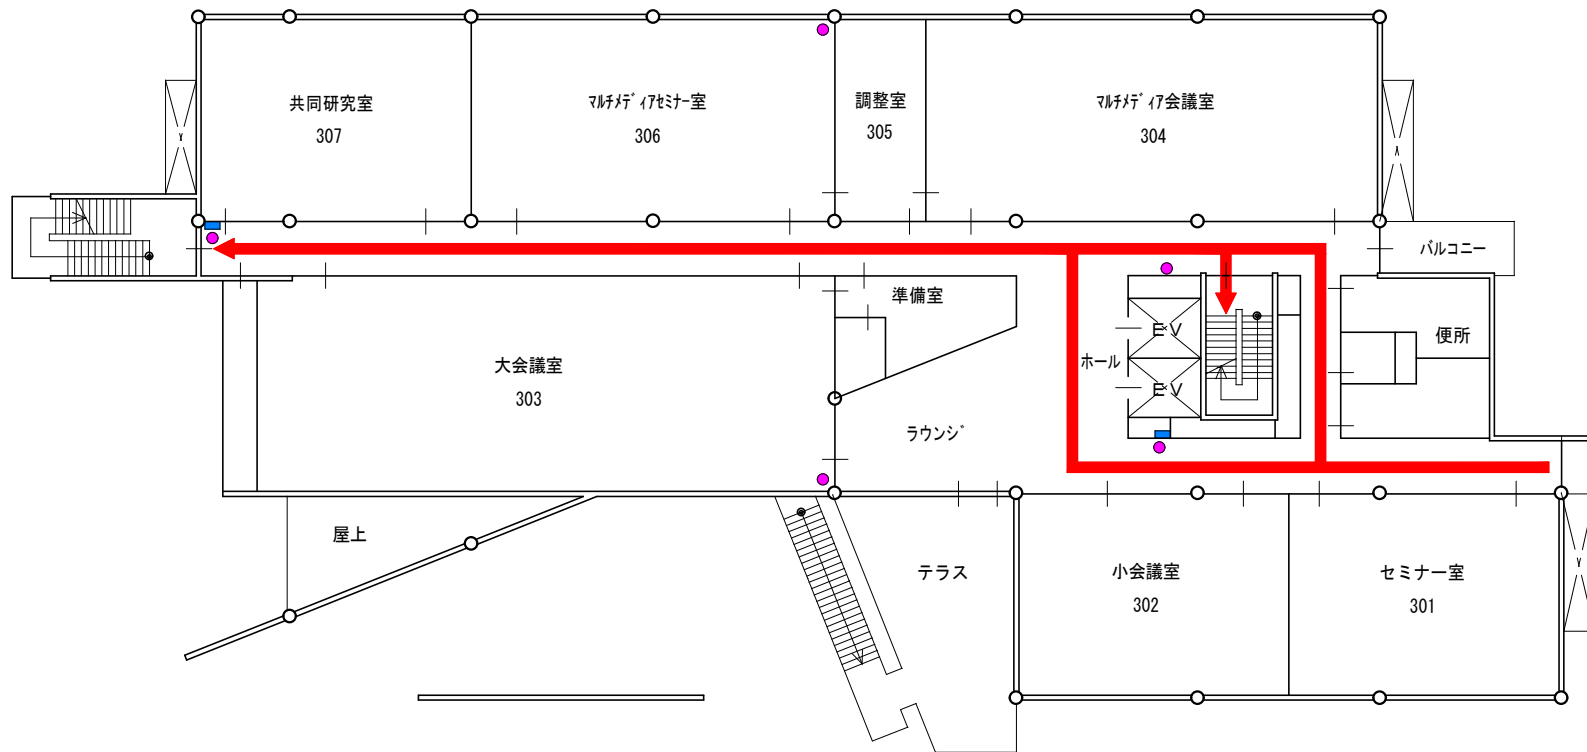 共同研究室
307
ﾏﾙﾁﾒﾃﾞｨｱｾﾐﾅｰ室
306
調整室
305
ﾏﾙﾁﾒﾃﾞｨｱ会議室
304
バルコニー
準備室
大会議室
303
ホール
EV
EV
便所
ラウンジ
屋上
テラス
小会議室
302
セミナー室
301